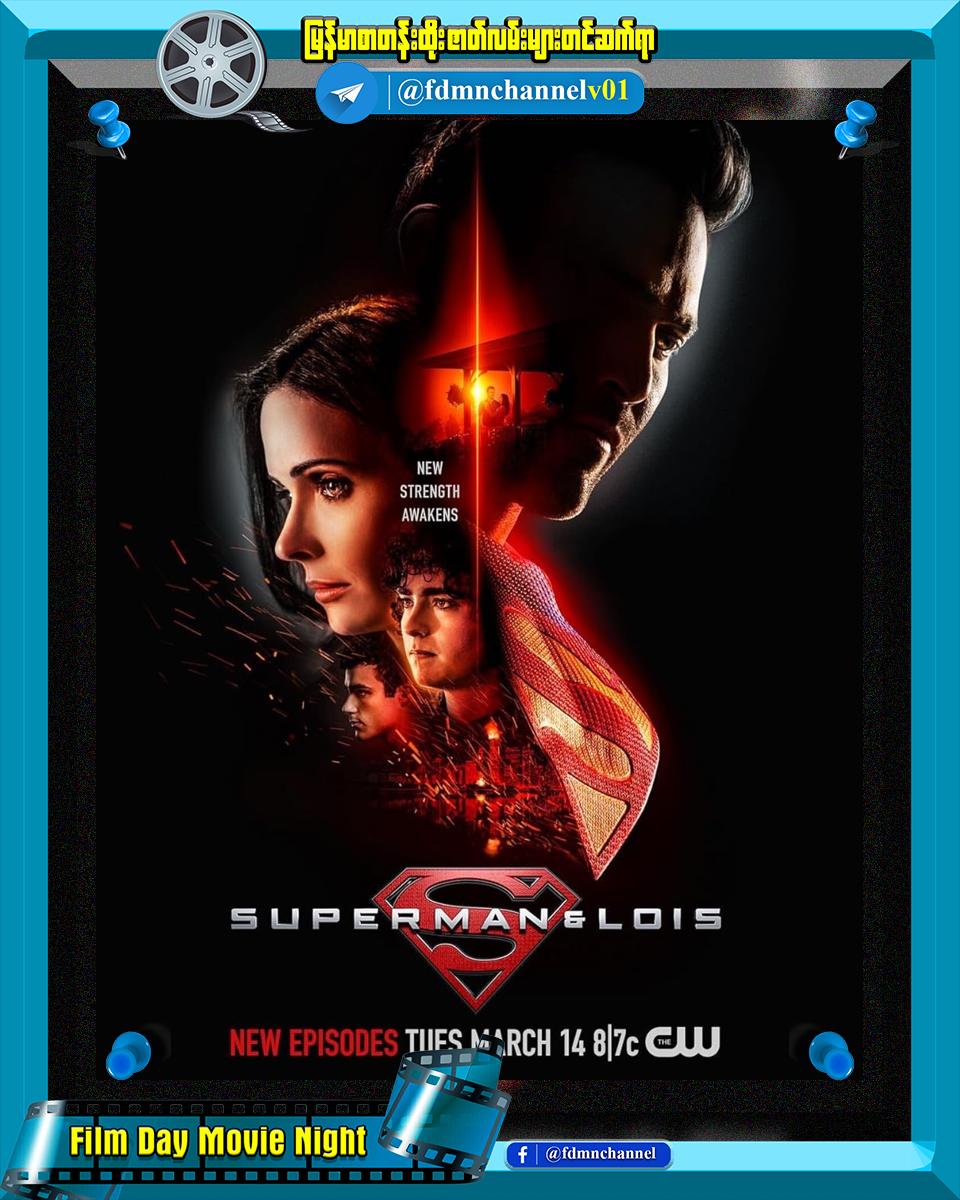 မြန်မာစာတန်းထိုးဇာတ်လမ်းများတင်ဆက်ရာ
@fdmnchannelv01
NEW
STRENGTH
AWAKENS
SUPERMAN & LOIS
NEW EPISODES TUES MARCH 14 8|7c THE CW
Film Day Movie Night
f @fdmnchannel